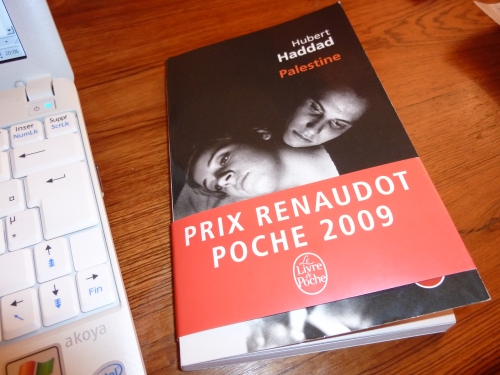 Hubert
Haddad
Palestine
PRIX RENAUDOT
POCHE 2009
Le
Livre
de
Poche
Inser
NumLk
Suppr
ScrLk
Fin
akoya